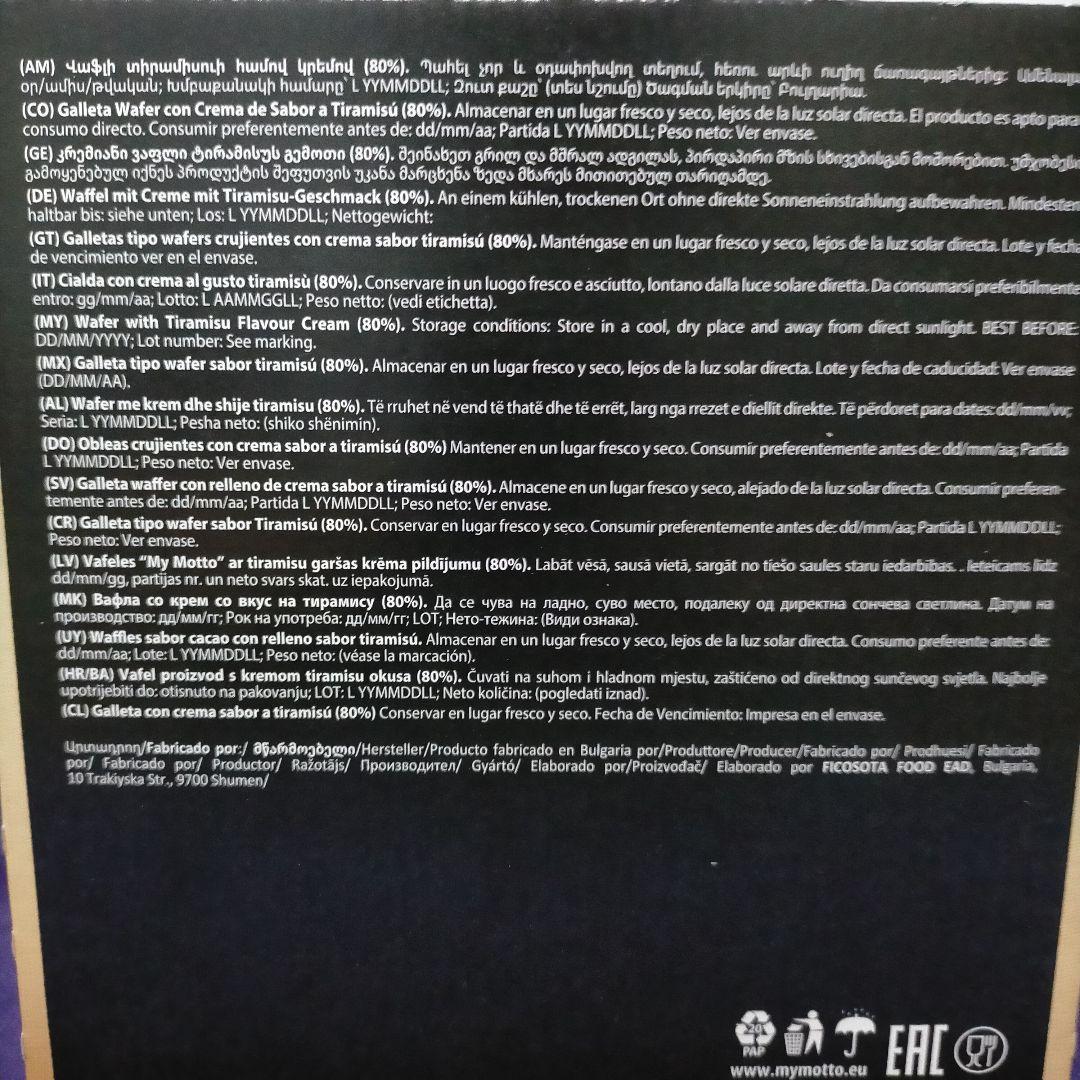 (AM) Վաֆլի տիրամիսուի համով կրեմով (80%). Պահել չոր և օդափոխվող տեղում, հեռու արևի ուղիղ ճառագայթներից:
օր/ամիս/թվական; Խմբաքանակի համարը՝ L YYMMDDLL; Զուտ քաշը՝ (տես նշումը) Ծագման երկիրը՝ Բուլղարիա.
(CO) Galleta Wafer con Crema de Sabor a Tiramisú (80%). Almacenar en un lugar fresco y seco, lejos de la luz solar directa. El producto es apto para
consumo directo. Consumir preferentemente antes de: dd/mm/aa; Partida L YYMMDDLL; Peso neto: Ver envase.
(GE) კრემიანი ვაფლი ტირამისუს გემოთი (80%). შეინახეთ გრილ და მშრალ ადგილას, პირდაპირი მზის სხივებისგან მოშორებით.
გამოყენებულ იქნეს პროდუქტის შეფუთვის უკანა მარცხენა ზედა მხარეს მითითებულ თარიღამდე.
(DE) Waffel mit Creme mit Tiramisu-Geschmack (80%). An einem kühlen, trockenen Ort ohne direkte Sonneneinstrahlung aufbewahren. Mindesten
haltbar bis: siehe unten; Los: L YYMMDDLL; Nettogewicht:
(GT) Galletas tipo wafers crujientes con crema sabor tiramisú (80%). Manténgase en un lugar fresco y seco, lejos de la luz solar directa. Lote y fecha
de vencimiento ver en el envase.
(IT) Cialda con crema al gusto tiramisù (80%). Conservare in un luogo fresco e asciutto, lontano dalla luce solare diretta. Da consumarsi preferibilmente
entro: gg/mm/aa; Lotto: L AAMMGGLL; Peso netto: (vedi etichetta).
(MY) Wafer with Tiramisu Flavour Cream (80%). Storage conditions: Store in a cool, dry place and away from direct sunlight. BEST BEFORE:
DD/MM/YYYY; Lot number: See marking.
(MX) Galleta tipo wafer sabor tiramisú (80%). Almacenar en un lugar fresco y seco, lejos de la luz solar directa. Lote y fecha de caducidad: Ver envase
(DD/MM/AA).
(AL) Wafer me krem dhe shije tiramisu (80%). Të rruhet në vend të thatë dhe të errët, larg nga rrezet e diellit direkte. Të përdoret para dates: dd/mm/vv;
Seria: L YYMMDDLL; Pesha neto: (shiko shënimin).
(DO) Obleas crujientes con crema sabor a tiramisú (80%) Mantener en un lugar fresco y seco. Consumir preferentemente antes de: dd/mm/aa; Partida
L YYMMDDLL; Peso neto: Ver envase.
(SV) Galleta waffer con relleno de crema sabor a tiramisú (80%). Almacene en un lugar fresco y seco, alejado de la luz solar directa. Consumir preferen-
temente antes de: dd/mm/aa; Partida L YYMMDDLL; Peso neto: Ver envase.
(CR) Galleta tipo wafer sabor Tiramisú (80%). Conservar en lugar fresco y seco. Consumir preferentemente antes de: dd/mm/aa; Partida L YYMMDDLL;
Peso neto: Ver envase.
(LV) Vafeles “My Motto” ar tiramisu garšas krēma pildījumu (80%). Labāt vēsā, sausā vietā, sargāt no tiešo saules staru iedarbības. . Ieteicams līdz
dd/mm/gg, partijas nr. un neto svars skat. uz iepakojumā.
(MK) Вафла со крем со вкус на тирамису (80%). Да се чува на ладно, суво место, подалеку од директна сончева светлина. Датум на
производство: дд/мм/гг; Рок на употреба: дд/мм/гг; LOT; Нето-тежина: (Види ознака).
(UY) Waffles sabor cacao con relleno sabor tiramisú. Almacenar en un lugar fresco y seco, lejos de la luz solar directa. Consumo preferente antes de:
dd/mm/aa; Lote: L YYMMDDLL; Peso neto: (véase la marcación).
(HR/BA) Vafel proizvod s kremom tiramisu okusa (80%). Čuvati na suhom i hladnom mjestu, zaštićeno od direktnog sunčevog svjetla. Najbolje
upotrijebiti do: otisnuto na pakovanju; LOT: L YYMMDDLL; Neto količina: (pogledati iznad).
(CL) Galleta con crema sabor a tiramisú (80%) Conservar en lugar fresco y seco. Fecha de Vencimiento: Impresa en el envase.
Արտադրող/Fabricado por:/ მწარმოებელი/Hersteller/Producto fabricado en Bulgaria por/Produttore/Producer/Fabricado por/ Prodhuesi/ Fabricado
por/ Fabricado por/ Productor/ Ražotājs/ Производител/ Gyártó/ Elaborado por/Proizvođač/ Elaborado por FICOSOTA FOOD EAD, Bulgaria,
10 Trakiyska Str., 9700 Shumen/
20
PAP
EAC
www.mymotto.eu